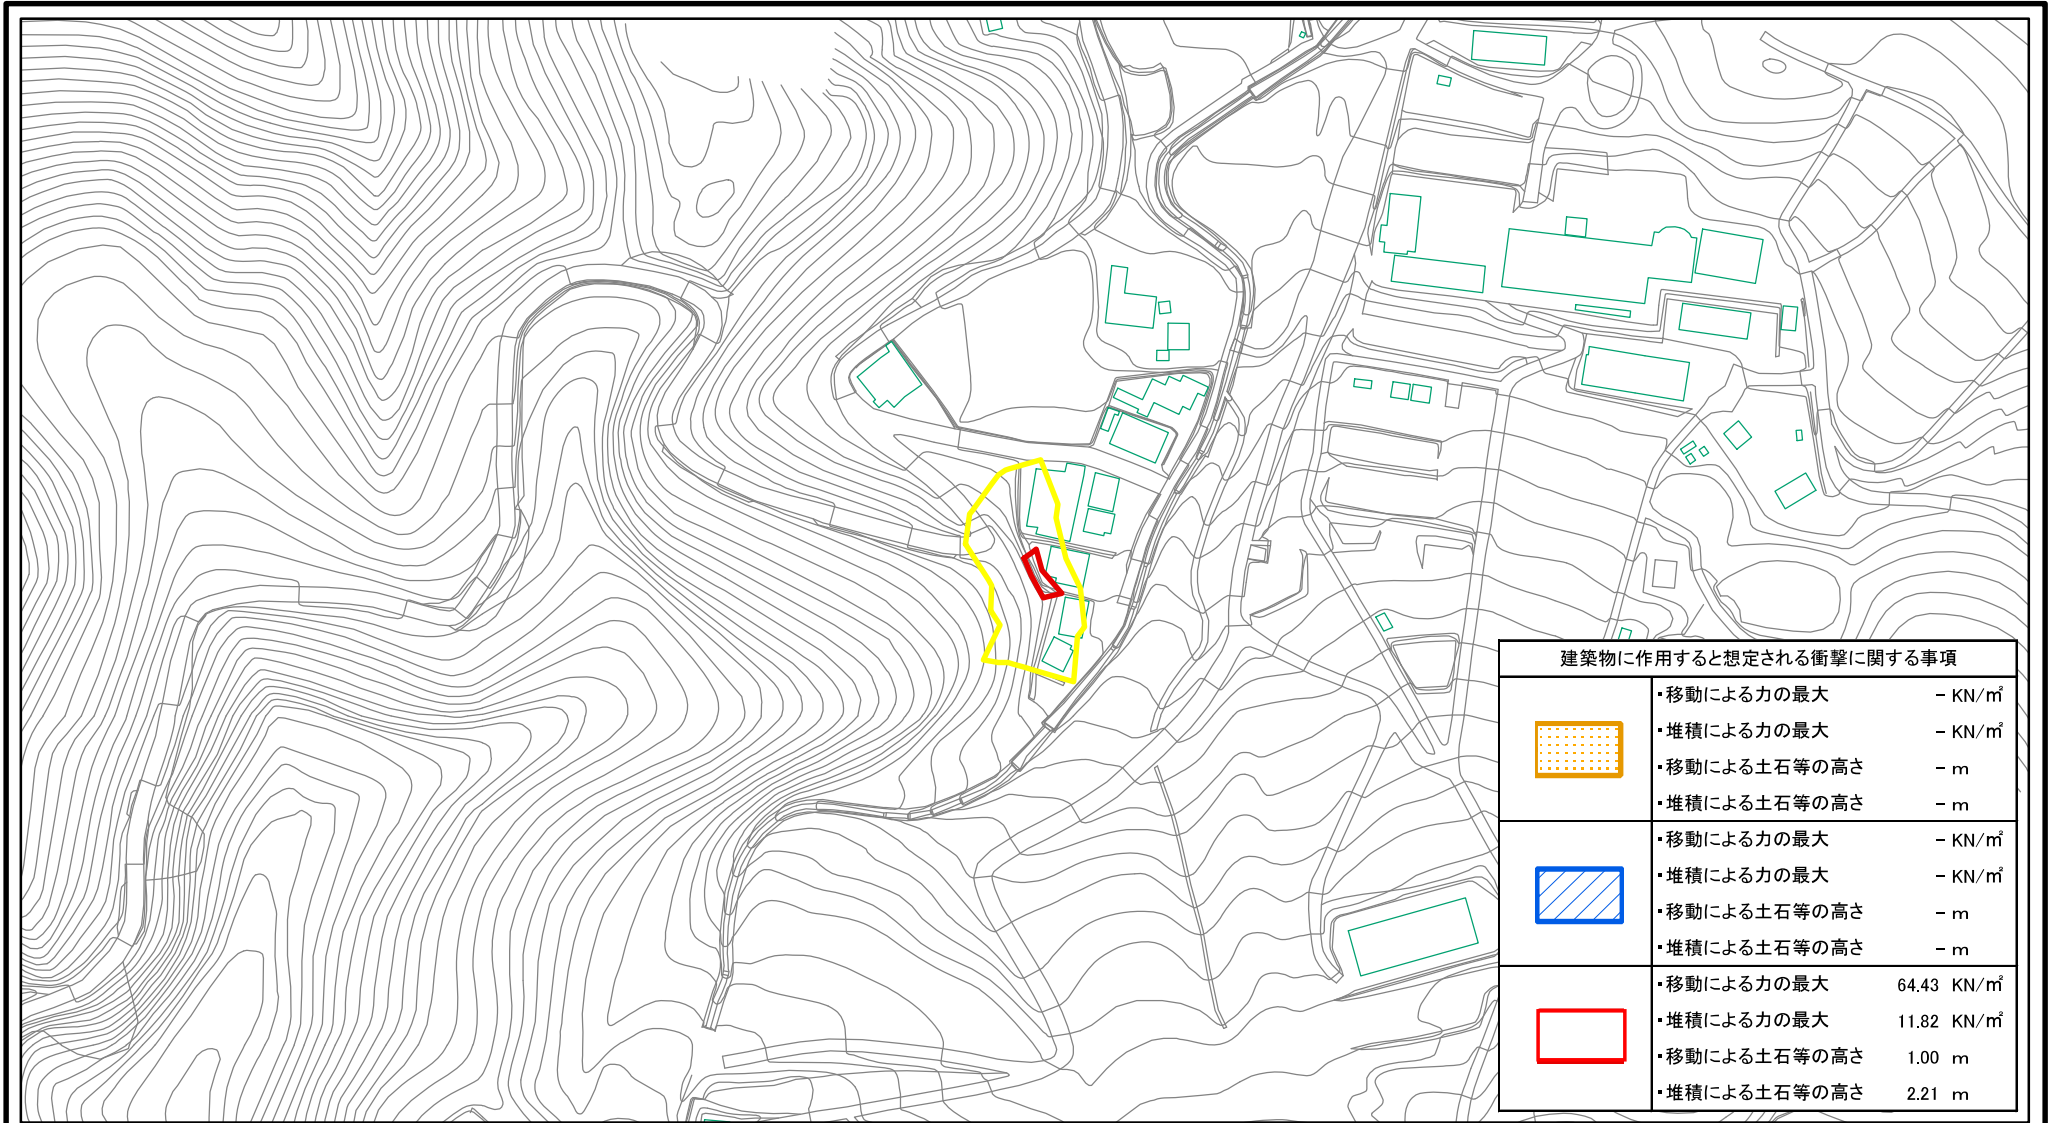 建築物に作用すると想定される衝撃に関する事項
・移動による力の最大 - KN/㎡
・堆積による力の最大 - KN/㎡
・移動による土石等の高さ - m
・堆積による土石等の高さ - m
・移動による力の最大 - KN/㎡
・堆積による力の最大 - KN/㎡
・移動による土石等の高さ - m
・堆積による土石等の高さ - m
・移動による力の最大 64.43 KN/㎡
・堆積による力の最大 11.82 KN/㎡
・移動による土石等の高さ 1.00 m
・堆積による土石等の高さ 2.21 m